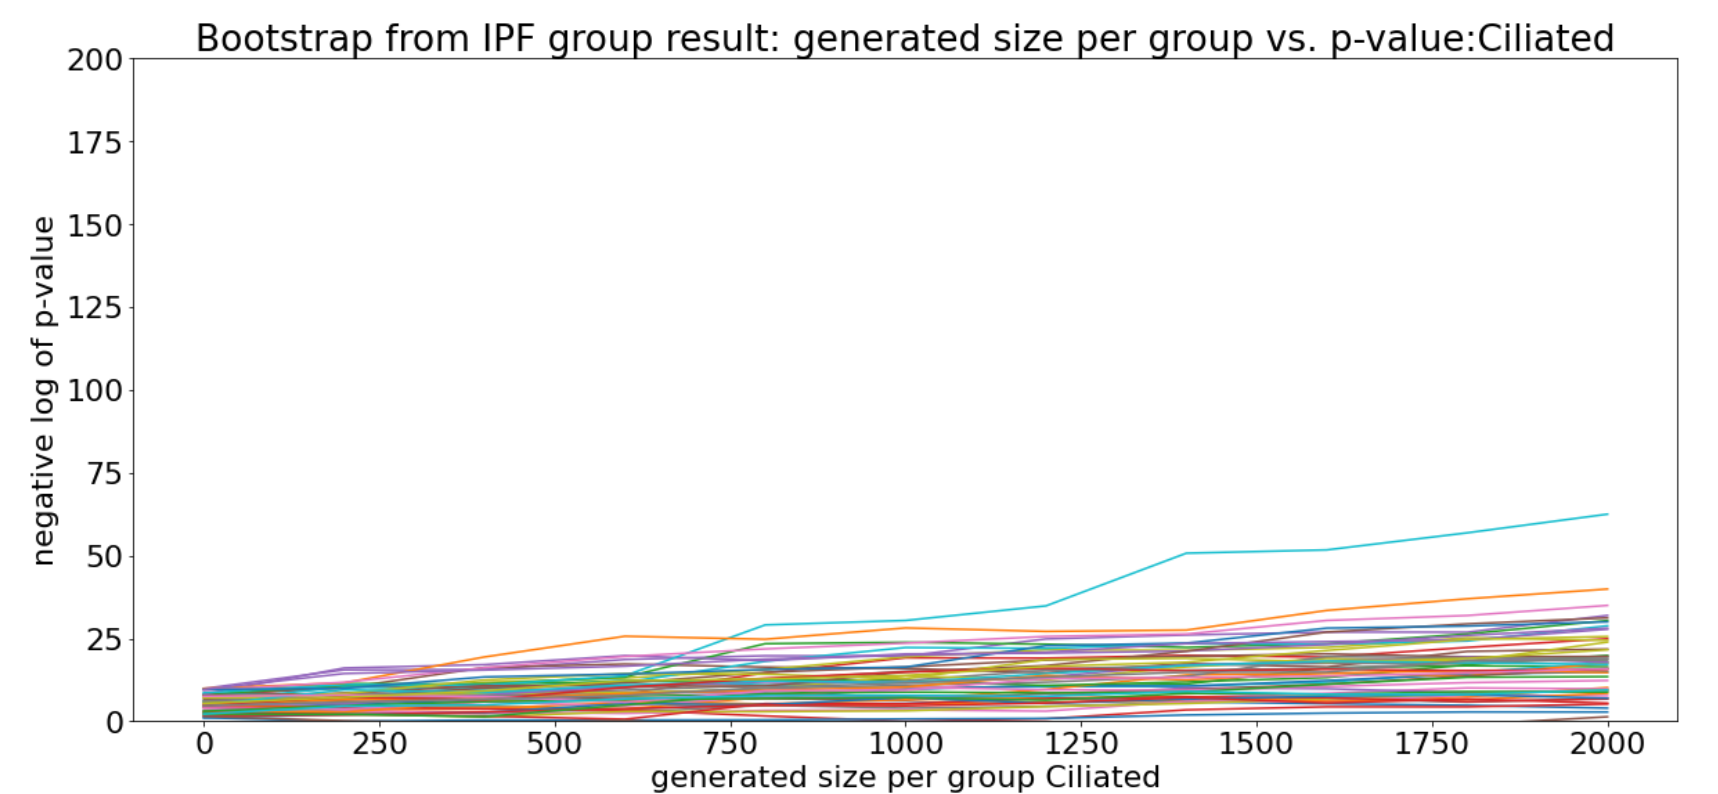 Bootstrap from IPF group result: generated size per group vs. p-value:Ciliated
200
175
150
125
100
75
50
25
0
negative log of p-value
0 250 500 750 1000 1250 1500 1750 2000
generated size per group Ciliated